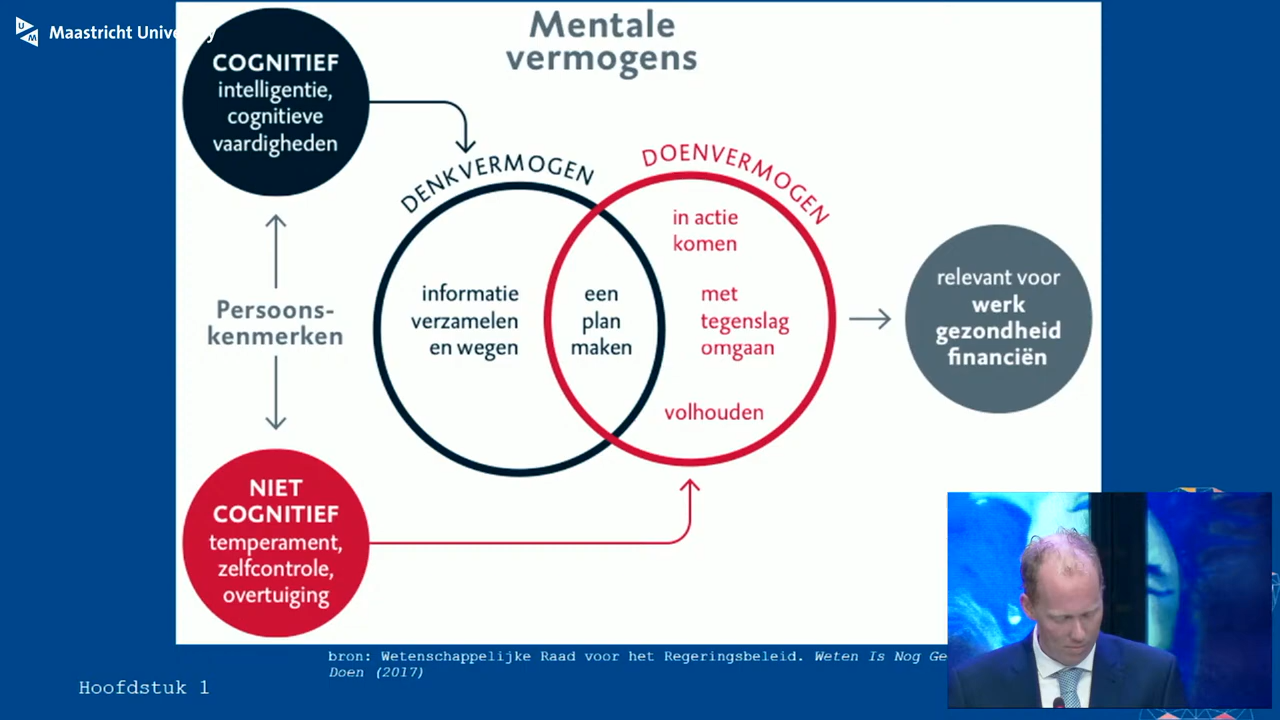 Maastricht University
Mentale
vermogens
COGNITIEF
intelligentie,
cognitieve
vaardigheden
DENKVERMOGEN
DOENVERMOGEN
in actie
komen
Persoons-
kenmerken
informatie
verzamelen
en wegen
een
plan
maken
met
tegenslag
omgaan
volhouden
relevant voor
werk
gezondheid
financiën
NIET
COGNITIEF
temperament,
zelfcontrole,
overtuiging
bron: Wetenschappelijke Raad voor het Regeringsbeleid. Weten Is Nog
Doen (2017)
Hoofdstuk 1